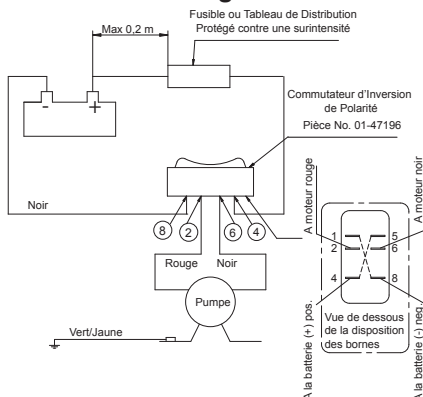 Fusible ou Tableau de Distribution
Protégé contre une surintensité
Max 0,2 m
- +
Commutateur d'Inversion
de Polarité
Pièce No. 01-47196
Noir
8 2 6 4
Rouge Noir
Pompe
Vert/Jaune
A moteur rouge
A moteur noir
1 5
2 6
4 8
Vue de dessous
de la disposition
des bornes
A la batterie (+) pos.
A la batterie (-) neg.